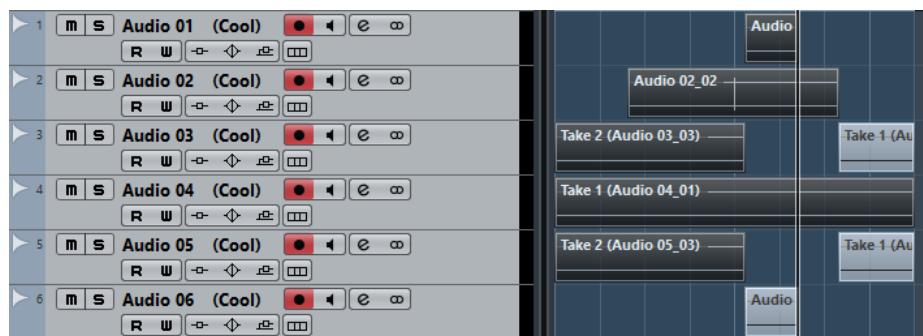 1 m S Audio 01 (Cool) e Audio
R W
2 m S Audio 02 (Cool) e Audio 02_02
R W
3 m S Audio 03 (Cool) e Take 2 (Audio 03_03) Take 1 (Au
R W
4 m S Audio 04 (Cool) e Take 1 (Audio 04_01)
R W
5 m S Audio 05 (Cool) e Take 2 (Audio 05_03) Take 1 (Au
R W
6 m S Audio 06 (Cool) e Audio
R W